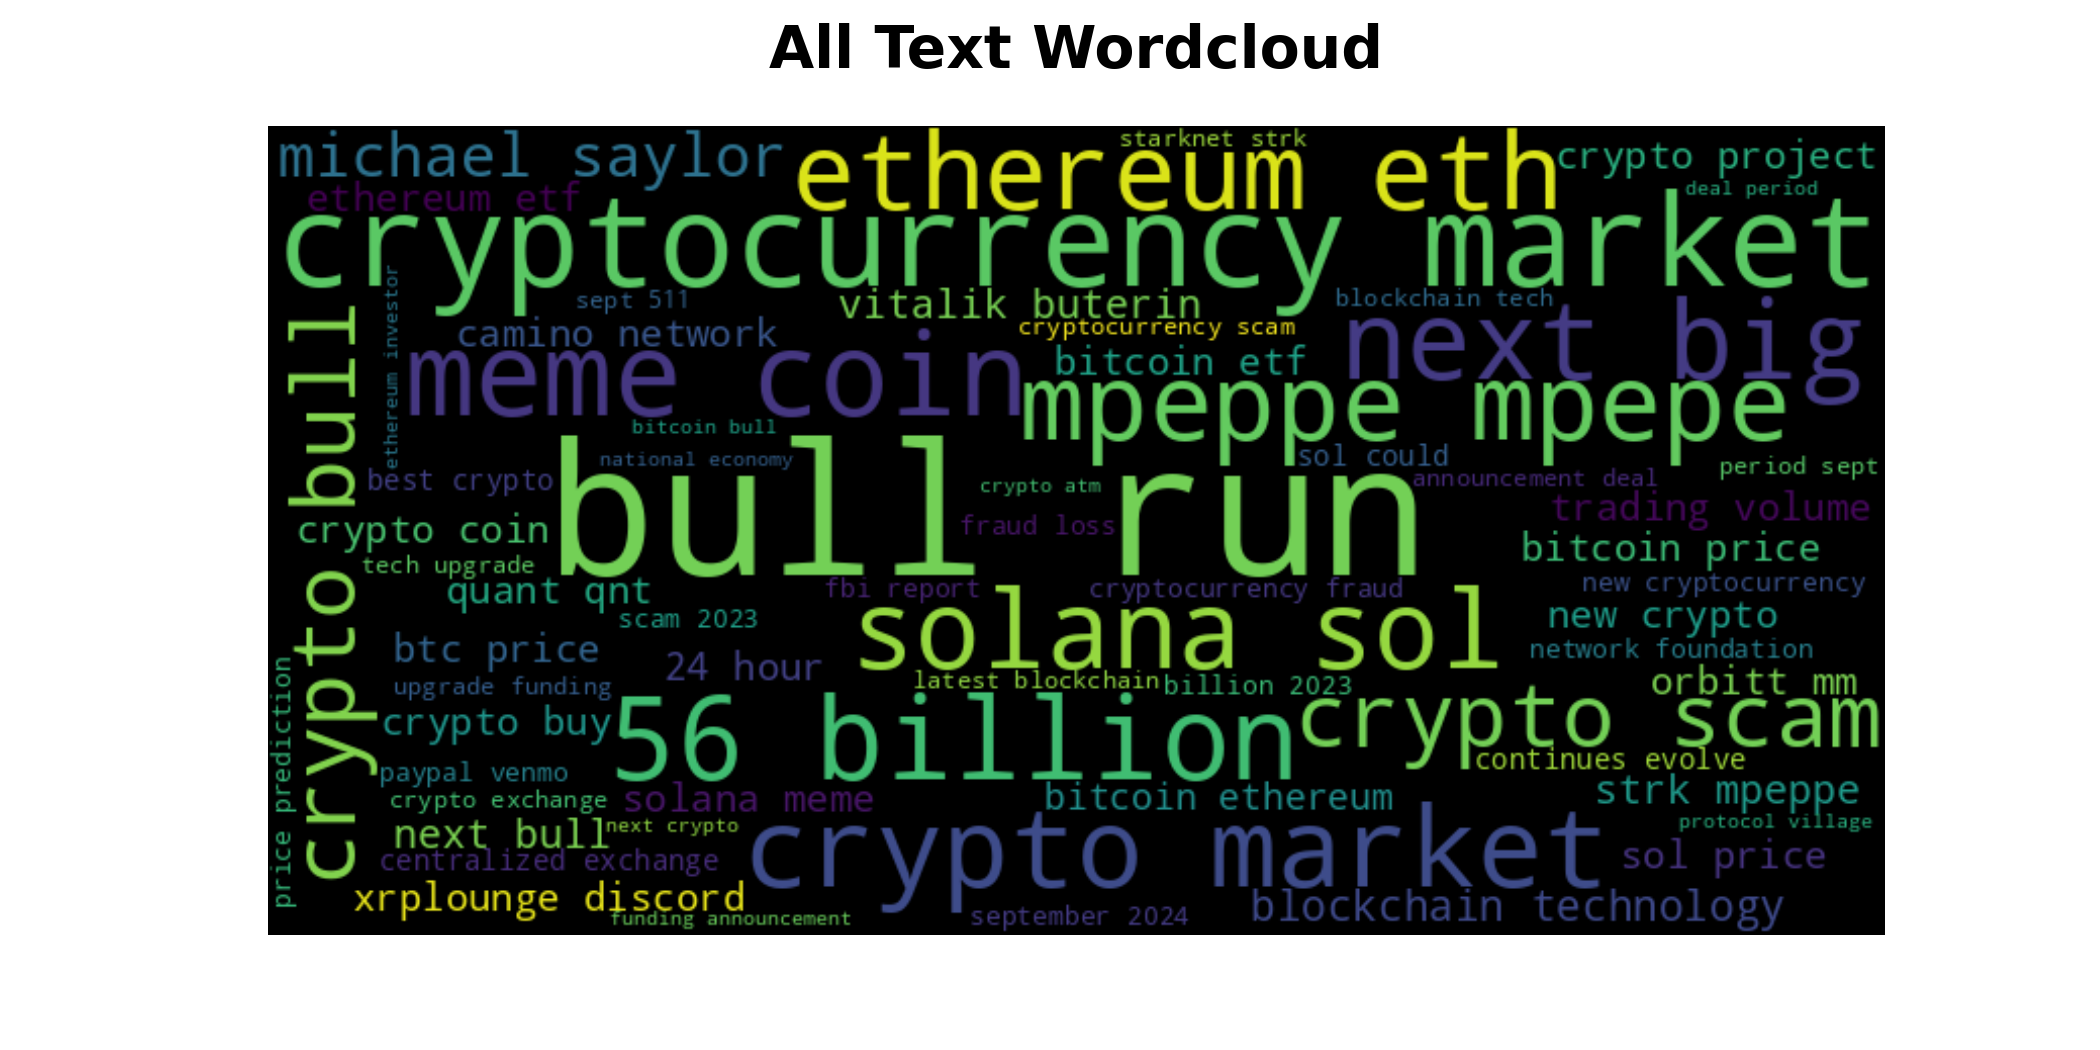 All Text Wordcloud
starknet strk
michael saylor
ethereum eth
crypto project
ethereum etf
deal period
cryptocurrency market
ethereum investor
sept 511
vitalik buterin
blockchain tech
camino network
cryptocurrency scam
next big
meme coin
bitcoin etf
mpeppe mpepe
crypto bull
bitcoin bull
national economy
sol could
period sept
best crypto
bull run
crypto atm
announcement deal
trading volume
crypto coin
fraud loss
bitcoin price
tech upgrade
quant qnt
fbi report
cryptocurrency fraud
new cryptocurrency
scam 2023
solana sol
new crypto
btc price
24 hour
network foundation
upgrade funding
latest blockchain
billion 2023
orbitt mm
crypto buy
56 billion
crypto scam
price prediction
paypal venmo
continues evolve
crypto exchange
solana meme
bitcoin ethereum
strk mpeppe
next bull
next crypto
crypto market
protocol village
centralized exchange
sol price
xrplounge discord
funding announcement
september 2024
blockchain technology